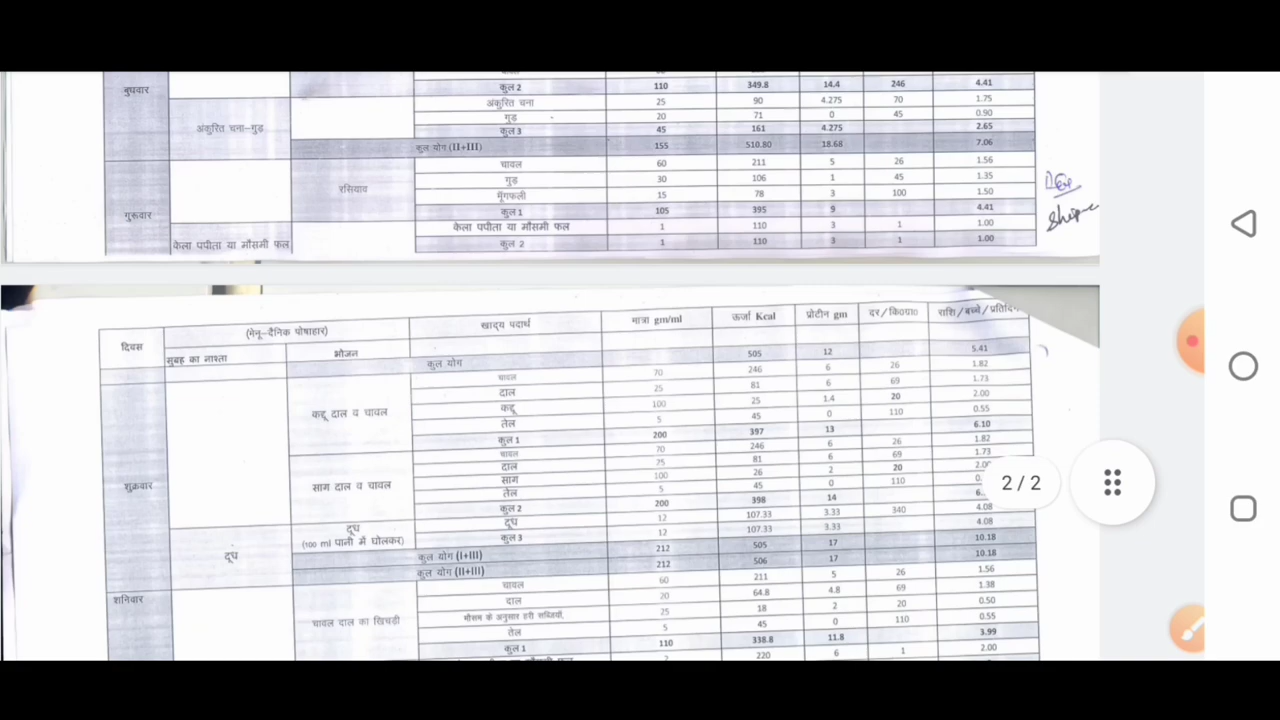 बुधवार
कुल 2 110 349.8 14.4 246 4.41
अंकुरित चना 25 90 4.275 70 1.75
गुड़ 20 71 0 45 0.90
अंकुरित चना-गुड़
कुल 3 45 161 4.275 2.65
कुल योग (II+III) 155 510.80 18.68 7.06
चावल 60 211 5 26 1.56
रसियाव
गुड़ 30 106 1 45 1.35
मूँगफली 15 78 3 100 1.50
गुरूवार
कुल 1 105 395 9 4.41
केला पपीता या मौसमी फल 1 110 3 1 1.00
केला पपीता या मौसमी फल कुल 2 1 110 3 1 1.00
दिवस (मेनू-दैनिक पोषाहार) खाद्य पदार्थ मात्रा gm/ml ऊर्जा Kcal प्रोटीन gm दर/कि०ग्रा० राशि/बच्चे/प्रतिदिन
सुबह का नाश्ता भोजन
कुल योग 505 12 5.41
चावल 70 246 6 26 1.82
दाल 25 81 6 69 1.73
कद्दू दाल व चावल कद्दू 100 25 1.4 20 2.00
तेल 5 45 0 110 0.55
कुल 1 200 397 13 6.10
चावल 70 246 6 26 1.82
दाल 25 81 6 69 1.73
शुक्रवार साग दाल व चावल साग 100 26 2 20
तेल 5 45 0 110
कुल 2 200 398 14
दूध दूध 12 107.33 3.33 340 4.08
दूध (100 ml पानी में घोलकर) कुल 3 12 107.33 3.33 4.08
कुल योग (I+III) 212 505 17 10.18
कुल योग (II+III) 212 506 17 10.18
शनिवार चावल 60 211 5 26 1.56
दाल 20 64.8 4.8 69 1.38
चावल दाल का खिचड़ी मौसम के अनुसार हरी सब्जियाँ, 25 18 2 20 0.50
तेल 5 45 0 110 0.55
कुल 1 110 338.8 11.8 3.99
220 6 1 2.00
2 / 2